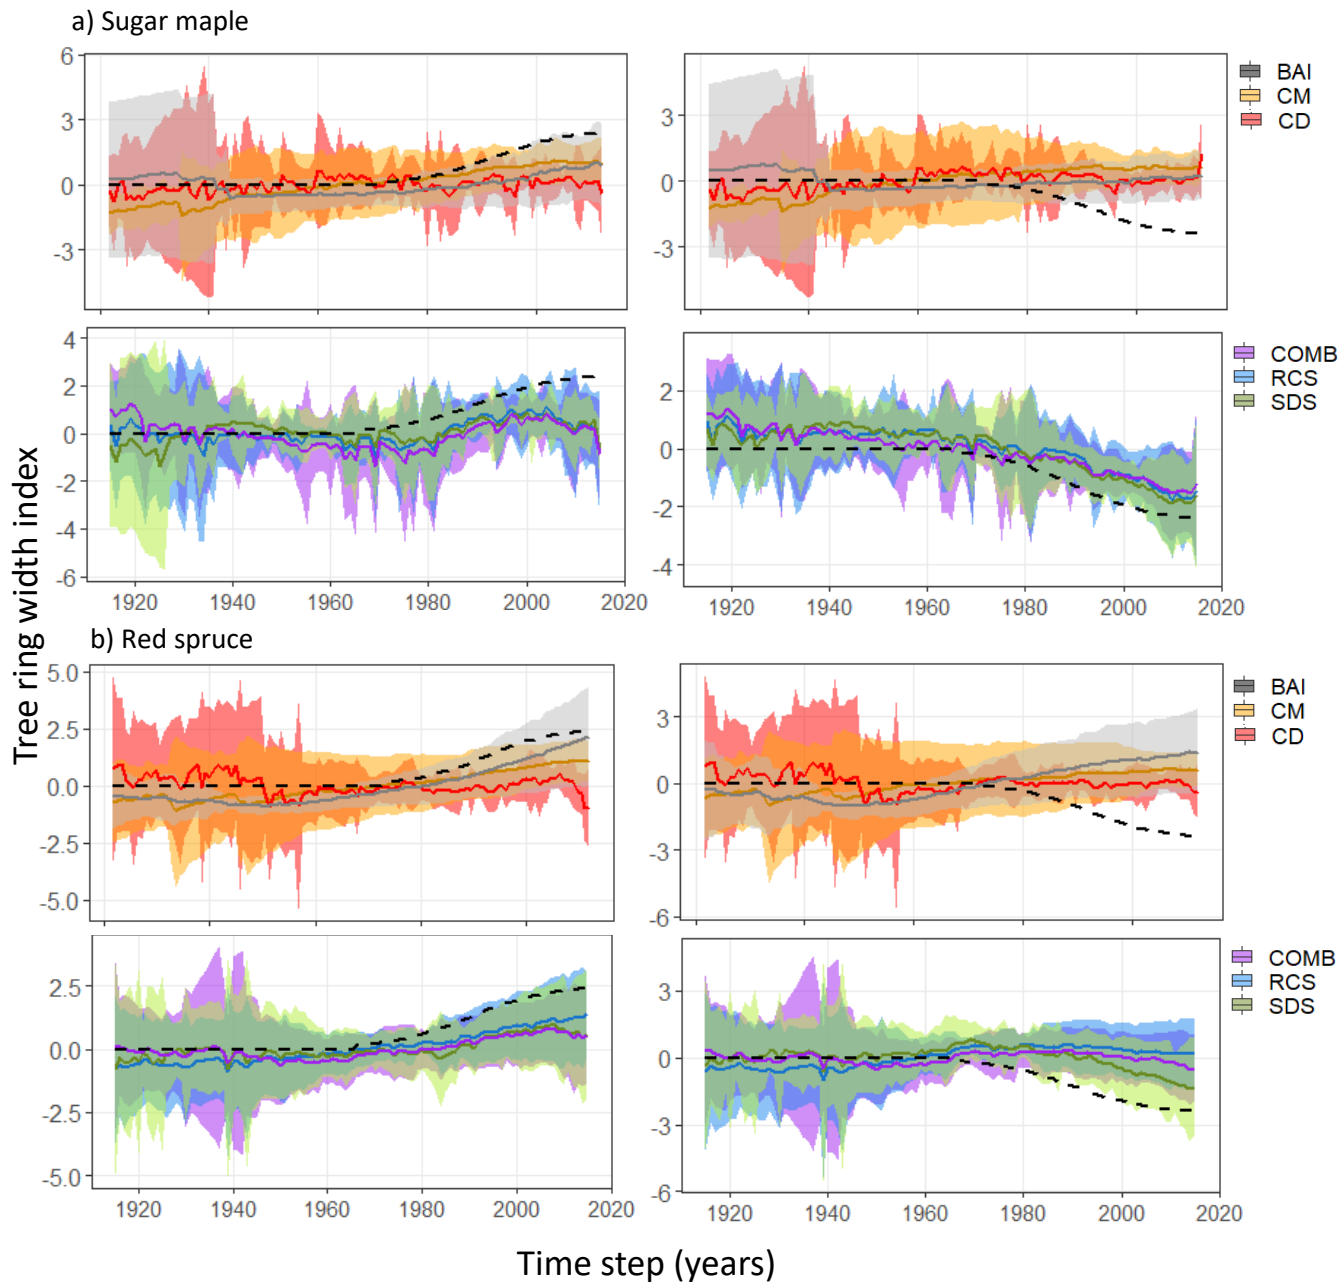 a) Sugar maple
6
3
0
-3
3
0
-3
BAI
CM
CD
4
2
0
-2
-4
-6
1920 1940 1960 1980 2000 2020
2
0
-2
-4
1920 1940 1960 1980 2000 2020
COMB
RCS
SDS
Tree ring width index
b) Red spruce
5.0
2.5
0.0
-2.5
-5.0
3
0
-3
-6
BAI
CM
CD
2.5
0.0
-2.5
-5.0
1920 1940 1960 1980 2000 2020
3
0
-3
-6
1920 1940 1960 1980 2000 2020
COMB
RCS
SDS
Time step (years)